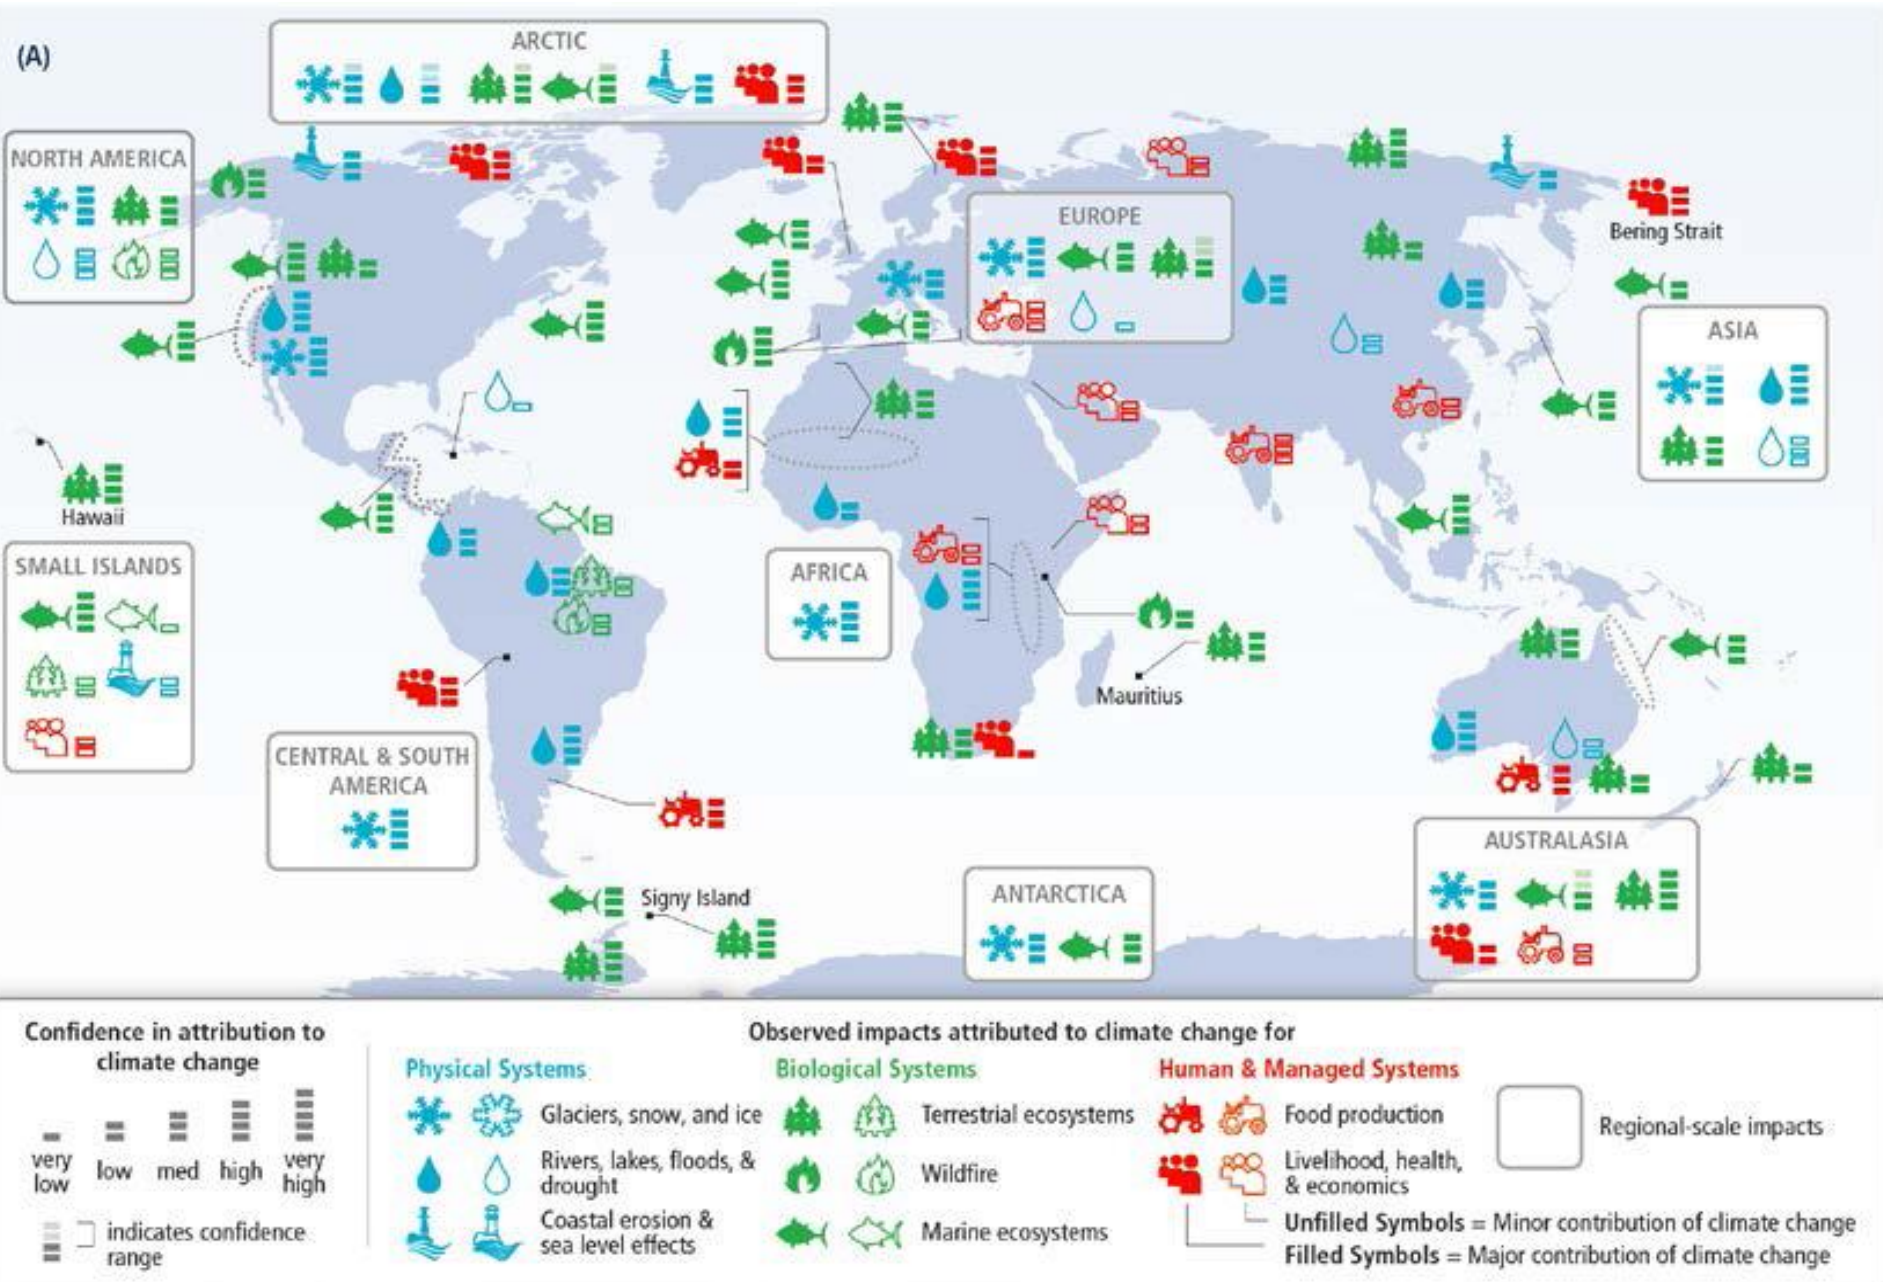 (A)
ARCTIC
NORTH AMERICA
EUROPE
Bering Strait
ASIA
Hawaii
SMALL ISLANDS
AFRICA
Mauritius
CENTRAL & SOUTH
AMERICA
AUSTRALASIA
Signy Island
ANTARCTICA
Confidence in attribution to
climate change
very
low
low
med
high
very
high
indicates confidence
range
Observed impacts attributed to climate change for
Physical Systems
Glaciers, snow, and ice
Rivers, lakes, floods, &
drought
Coastal erosion &
sea level effects
Biological Systems
Terrestrial ecosystems
Wildfire
Marine ecosystems
Human & Managed Systems
Food production
Livelihood, health,
& economics
Regional-scale impacts
Unfilled Symbols = Minor contribution of climate change
Filled Symbols = Major contribution of climate change